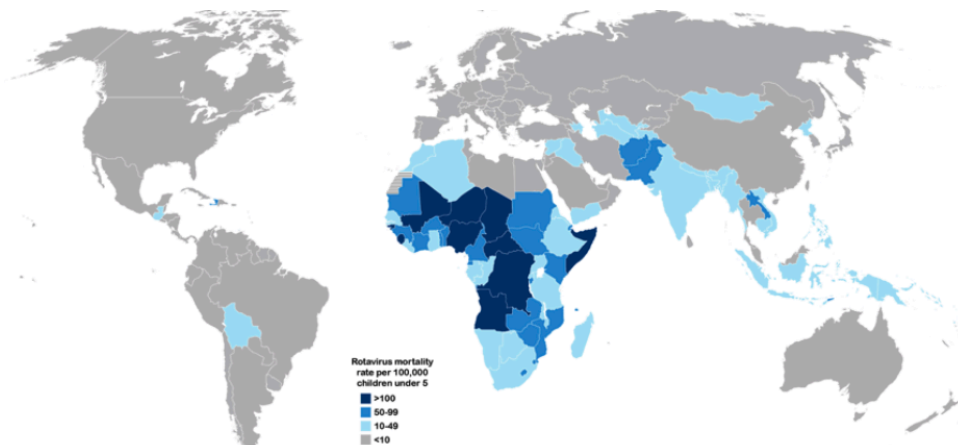 Rotavirus mortality
rate per 100,000
children under 5
>100
50-99
10-49
<10